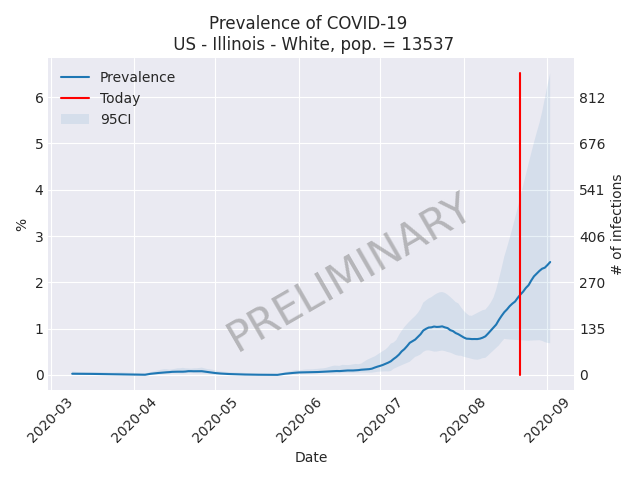 Prevalence of COVID-19
US - Illinois - White, pop. = 13537
Prevalence
Today
95CI
6
5
4
3
2
1
0
%
812
676
541
406
270
135
0
# of infections
PRELIMINARY
2020-03
2020-04
2020-05
2020-06
2020-07
2020-08
2020-09
Date